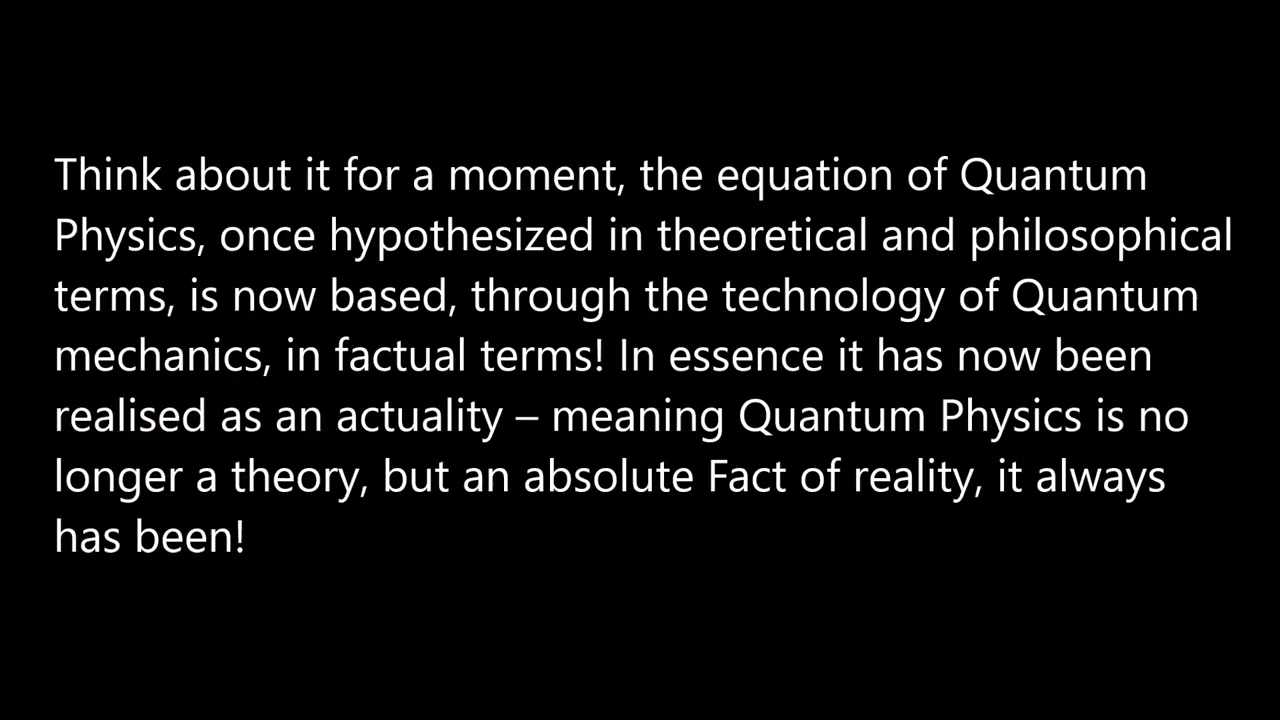 Think about it for a moment, the equation of Quantum
Physics, once hypothesized in theoretical and philosophical
terms, is now based, through the technology of Quantum
mechanics, in factual terms! In essence it has now been
realised as an actuality – meaning Quantum Physics is no
longer a theory, but an absolute Fact of reality, it always
has been!